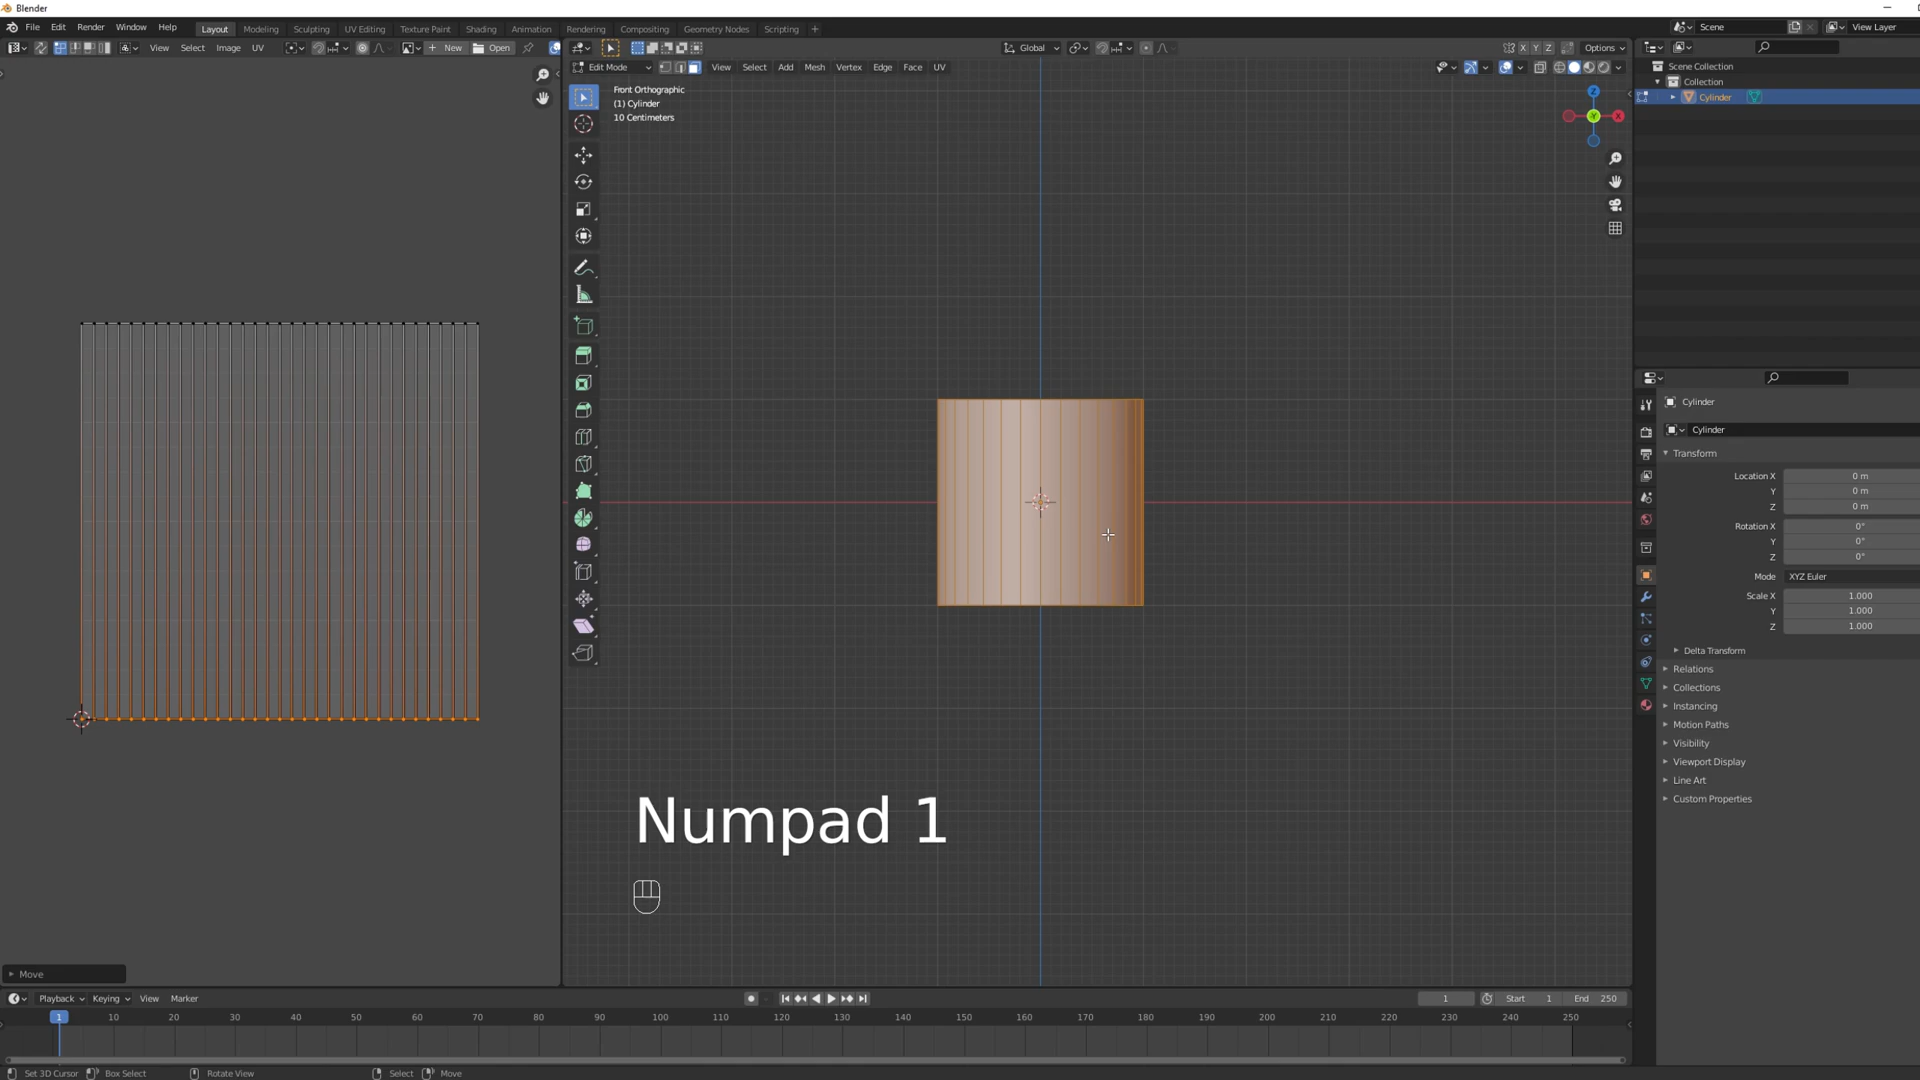 Blender
File Edit Render Window Help
Layout Modeling Sculpting UV Editing Texture Paint Shading Animation Rendering Compositing Geometry Nodes Scripting +
Scene
View Layer
View Select Image UV
New Open
Global
X Y Z Options
Edit Mode
View Select Add Mesh Vertex Edge Face UV
Front Orthographic
(1) Cylinder
10 Centimeters
Z
Y
X
Scene Collection
Collection
Cylinder
Cylinder
Cylinder
Transform
Location X 0 m
Y 0 m
Z 0 m
Rotation X 0°
Y 0°
Z 0°
Mode XYZ Euler
Scale X 1.000
Y 1.000
Z 1.000
Delta Transform
Relations
Collections
Instancing
Motion Paths
Visibility
Viewport Display
Line Art
Custom Properties
Numpad 1
Move
Playback Keying View Marker
1 Start 1 End 250
1 10 20 30 40 50 60 70 80 90 100 110 120 130 140 150 160 170 180 190 200 210 220 230 240 250
Set 3D Cursor Box Select Rotate View Select Move